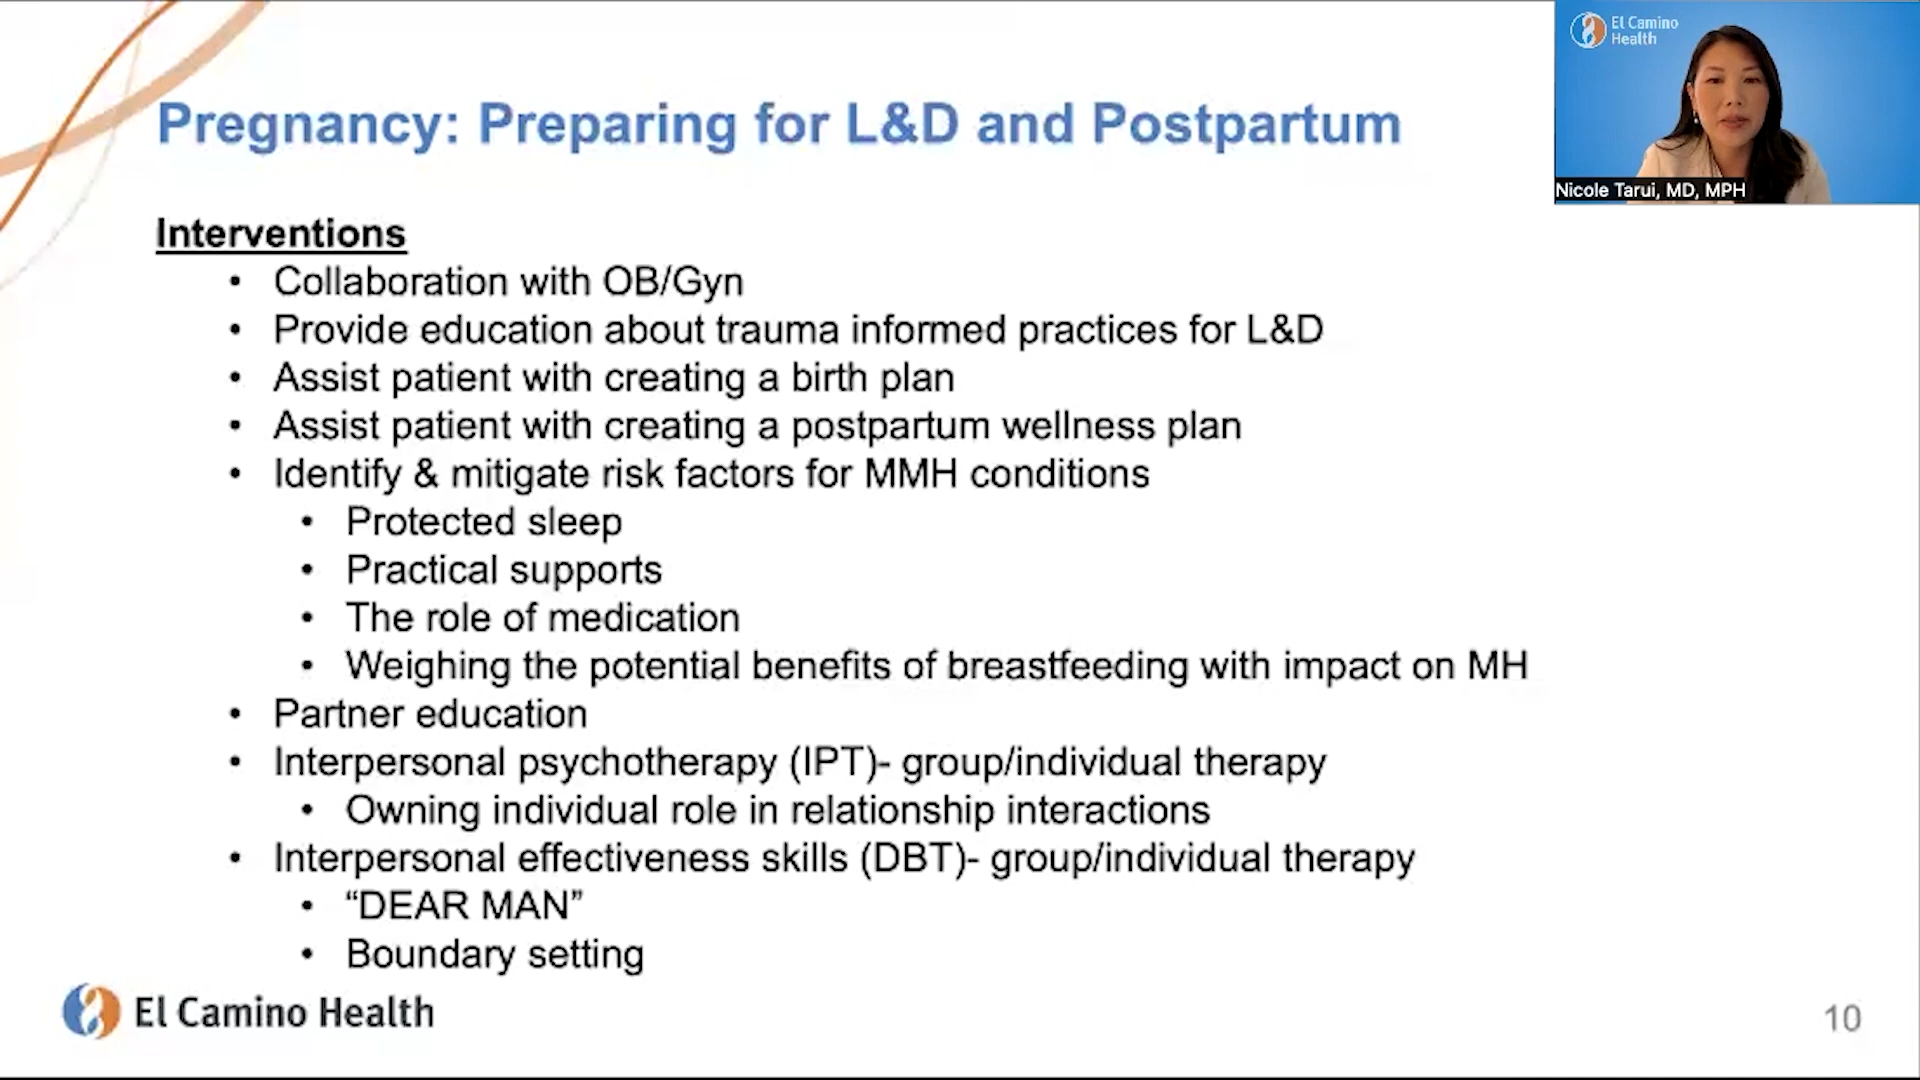 El Camino
Health
Nicole Tarui, MD, MPH
Pregnancy: Preparing for L&D and Postpartum
Interventions
• Collaboration with OB/Gyn
• Provide education about trauma informed practices for L&D
• Assist patient with creating a birth plan
• Assist patient with creating a postpartum wellness plan
• Identify & mitigate risk factors for MMH conditions
• Protected sleep
• Practical supports
• The role of medication
• Weighing the potential benefits of breastfeeding with impact on MH
• Partner education
• Interpersonal psychotherapy (IPT)- group/individual therapy
• Owning individual role in relationship interactions
• Interpersonal effectiveness skills (DBT)- group/individual therapy
• “DEAR MAN”
• Boundary setting
El Camino Health
10